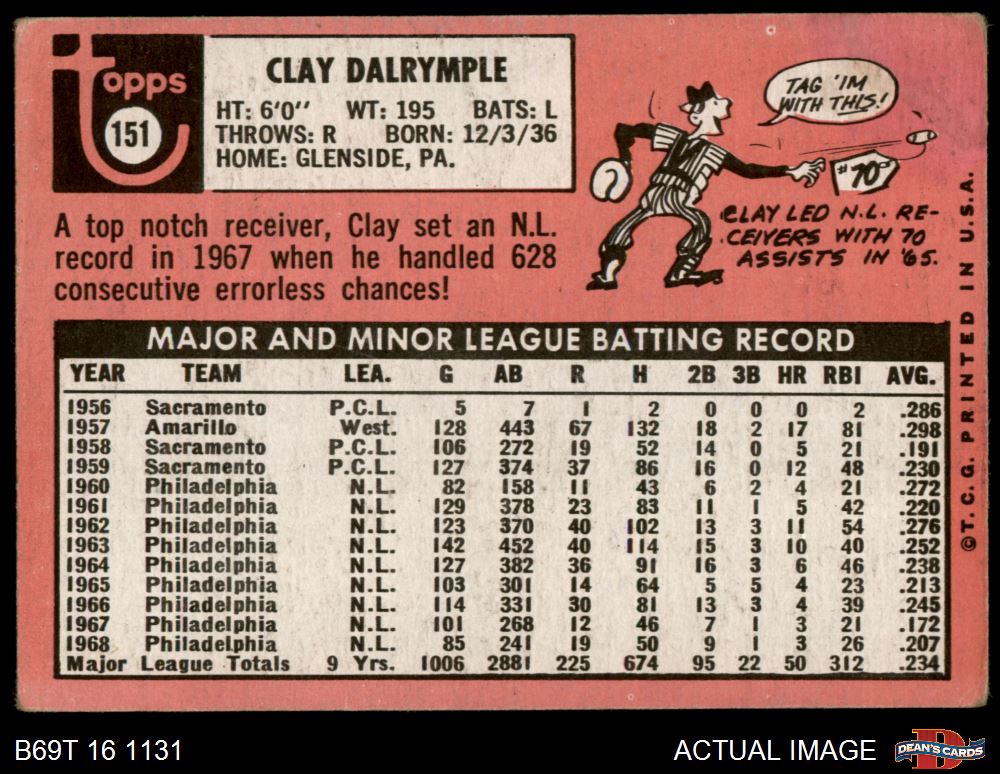 Topps
151
CLAY DALRYMPLE
HT: 6'0" WT: 195 BATS: L
THROWS: R BORN: 12/3/36
HOME: GLENSIDE, PA.
TAG 'IM
WITH THIS!
#70
CLAY LED N.L. RE-
CEIVERS WITH 70
ASSISTS IN '65.
A top notch receiver, Clay set an N.L.
record in 1967 when he handled 628
consecutive errorless chances!
MAJOR AND MINOR LEAGUE BATTING RECORD
YEAR TEAM LEA. G AB R H 2B 3B HR RBI AVG.
1956 Sacramento P.C.L. 5 7 1 2 0 0 0 2 .286
1957 Amarillo West. 128 443 67 132 18 2 17 81 .298
1958 Sacramento P.C.L. 106 272 19 52 14 0 5 21 .191
1959 Sacramento P.C.L. 127 374 37 86 16 0 12 48 .230
1960 Philadelphia N.L. 82 158 11 43 6 2 4 21 .272
1961 Philadelphia N.L. 129 378 23 83 11 1 5 42 .220
1962 Philadelphia N.L. 123 370 40 102 13 3 11 54 .276
1963 Philadelphia N.L. 142 452 40 114 15 3 10 40 .252
1964 Philadelphia N.L. 127 382 36 91 16 3 6 46 .238
1965 Philadelphia N.L. 103 301 14 64 5 5 4 23 .213
1966 Philadelphia N.L. 114 331 30 81 13 3 4 39 .245
1967 Philadelphia N.L. 101 268 12 46 7 1 3 21 .172
1968 Philadelphia N.L. 85 241 19 50 9 1 3 26 .207
Major League Totals 9 Yrs. 1006 2881 225 674 95 22 50 312 .234
©T.C.G. PRINTED IN U.S.A.
B69T 16 1131
ACTUAL IMAGE
D
DEAN'S CARDS